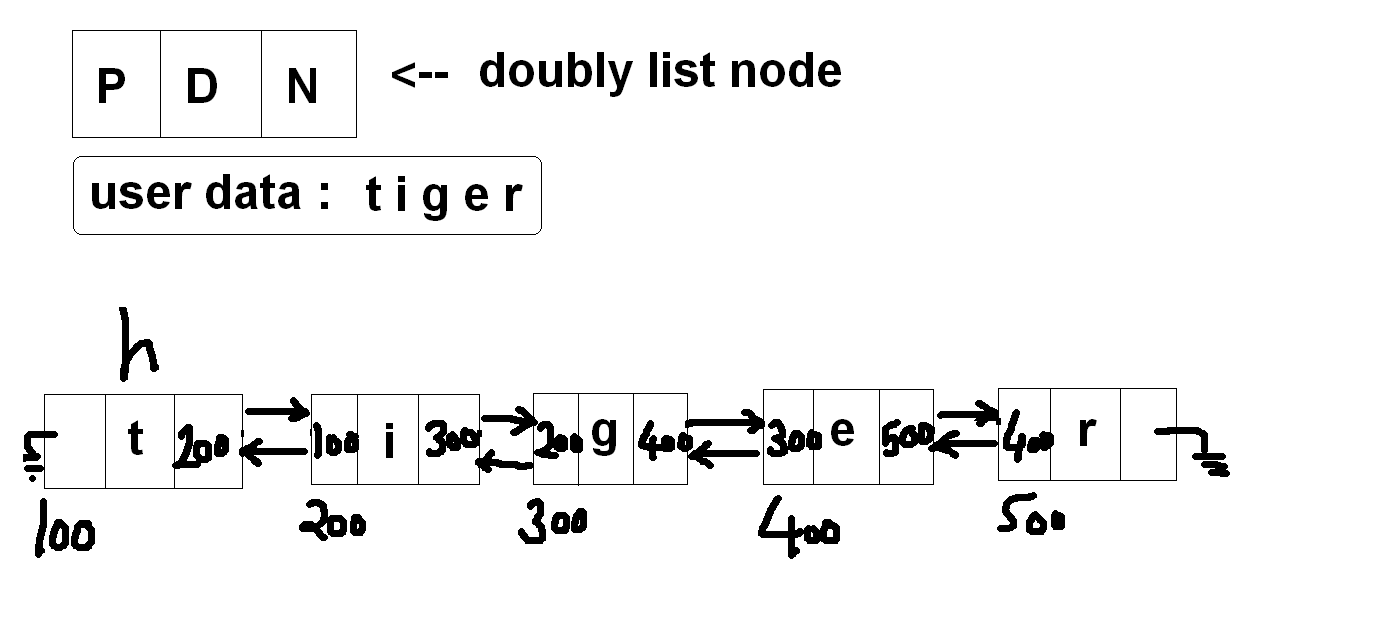 P D N <-- doubly list node
user data : t i g e r
h
t 200 100 i 300 200 g 400 300 e 500 400 r
100 200 300 400 500